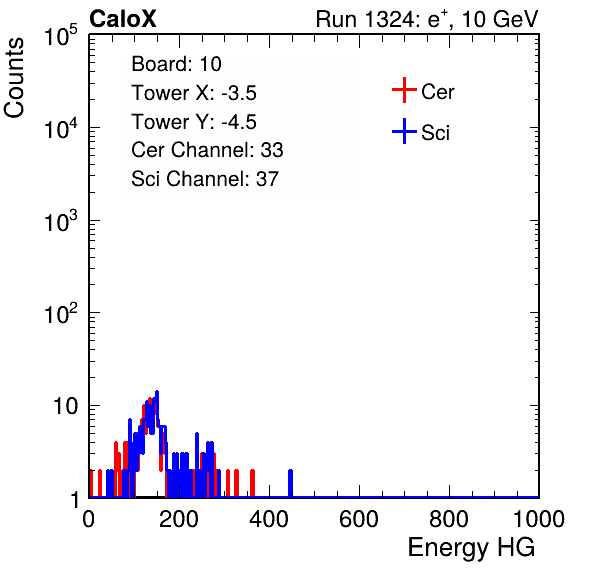 CaloX Run 1324: e⁺, 10 GeV
Counts
10⁵
10⁴
10³
10²
10
1
Board: 10
Tower X: -3.5
Tower Y: -4.5
Cer Channel: 33
Sci Channel: 37
Cer
Sci
0 200 400 600 800 1000
Energy HG